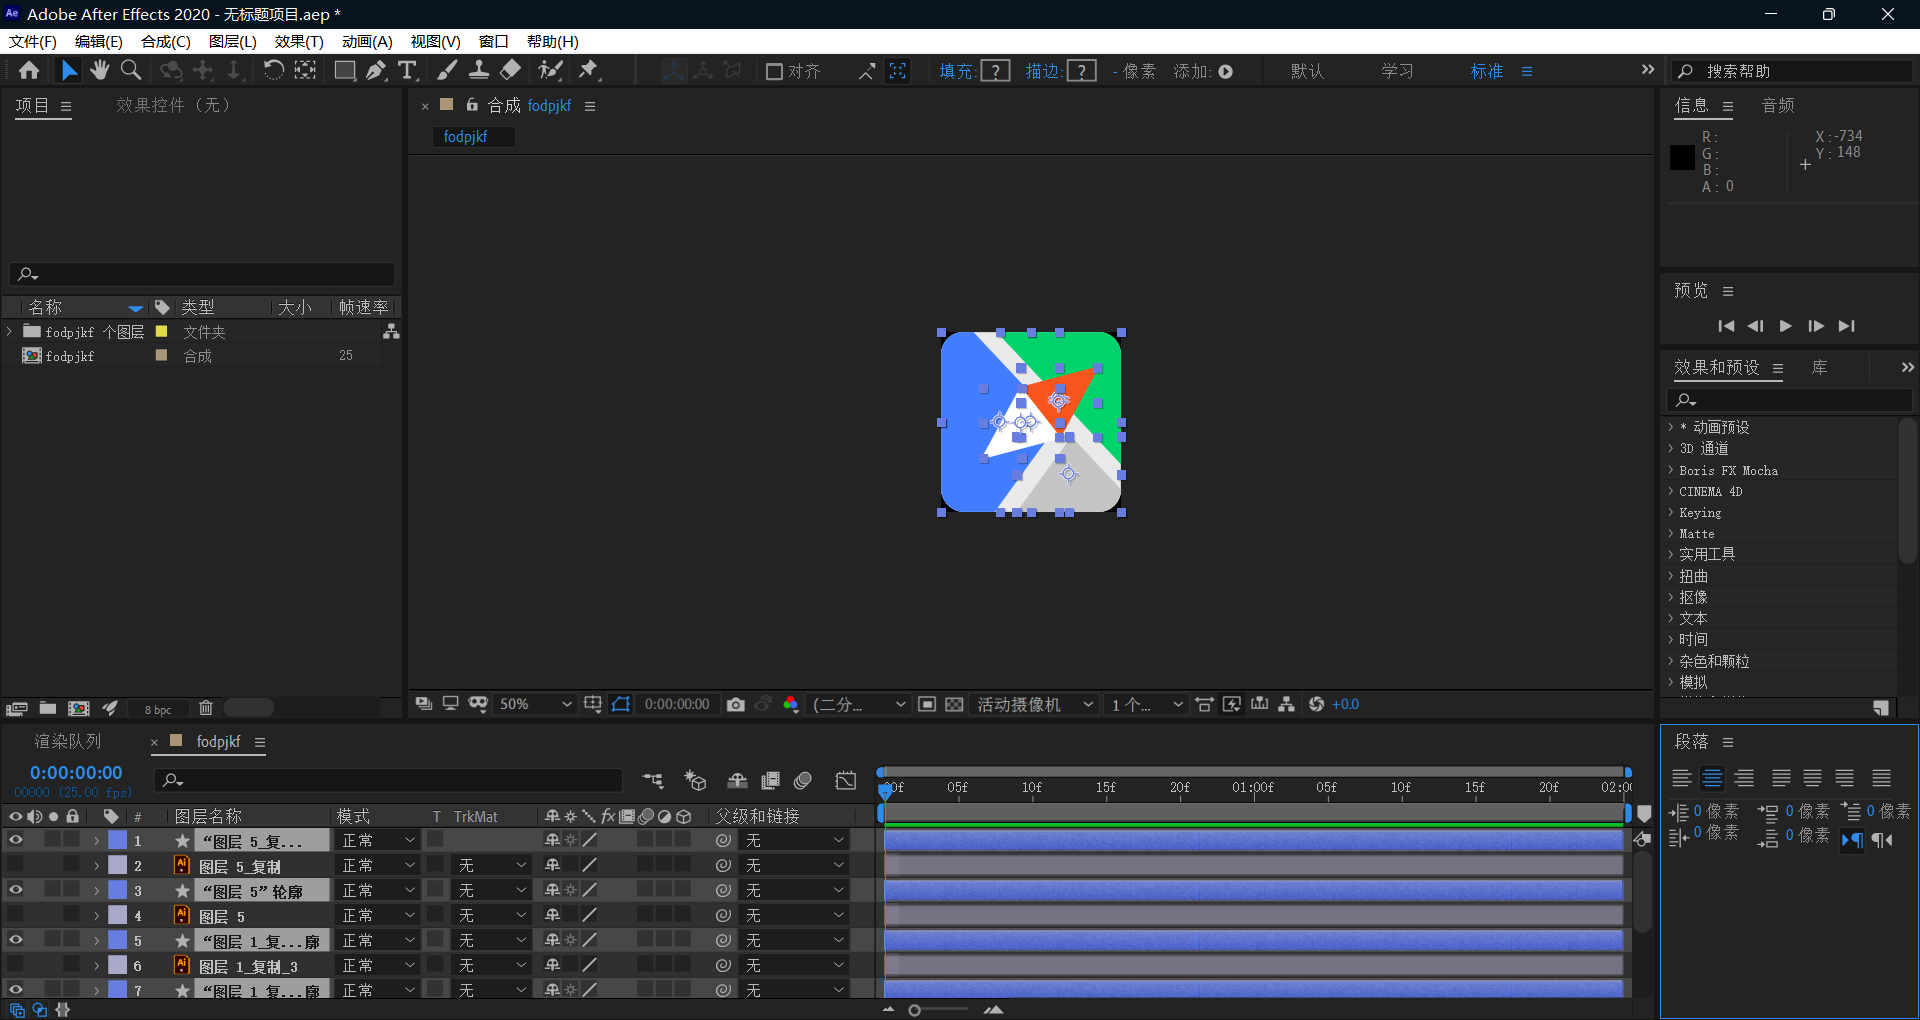 Adobe After Effects 2020 - 无标题项目.aep *
文件(F) 编辑(E) 合成(C) 图层(L) 效果(T) 动画(A) 视图(V) 窗口 帮助(H)
对齐 填充: ? 描边: ? - 像素 添加: 默认 学习 标准 搜索帮助
项目 效果控件 (无)
合成 fodpjkf
fodpjkf
信息 音频
R :
G :
B :
A : 0
X : -734
Y : 148
预览
名称 类型 大小 帧速率
fodpjkf 个图层 文件夹
fodpjkf 合成 25
效果和预设 库
* 动画预设
3D 通道
Boris FX Mocha
CINEMA 4D
Keying
Matte
实用工具
扭曲
抠像
文本
时间
杂色和颗粒
模拟
8 bpc
50% 0:00:00:00 (二分... 活动摄像机 1 个... +0.0
渲染队列 fodpjkf
0:00:00:00
00000 (25.00 fps)
00f 05f 10f 15f 20f 01:00f 05f 10f 15f 20f 02:00
# 图层名称 模式 T TrkMat 父级和链接
1 “图层 5_复... 正常 无
2 图层 5_复制 正常 无 无
3 “图层 5”轮廓 正常 无 无
4 图层 5 正常 无 无
5 “图层 1_复...廓 正常 无 无
6 图层 1_复制_3 正常 无 无
7 “图层 1_复...廓 正常 无 无
段落
0 像素 0 像素 0 像素
0 像素 0 像素